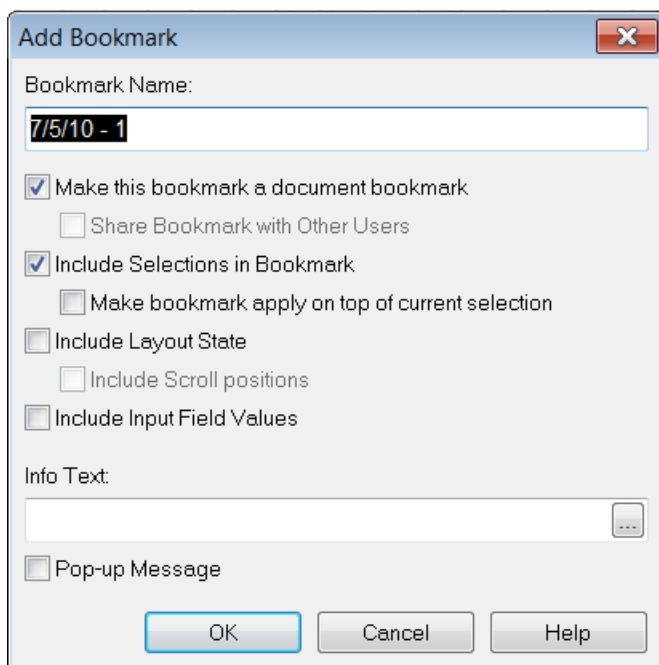 Add Bookmark
Bookmark Name:
7/5/10 - 1
Make this bookmark a document bookmark
Share Bookmark with Other Users
Include Selections in Bookmark
Make bookmark apply on top of current selection
Include Layout State
Include Scroll positions
Include Input Field Values
Info Text:
...
Pop-up Message
OK Cancel Help